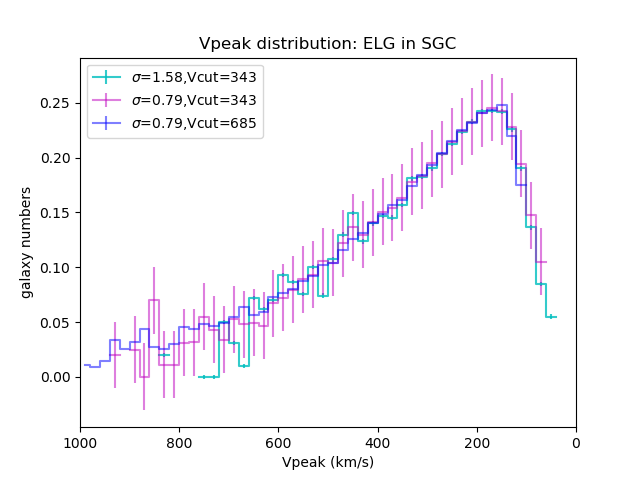 Vpeak distribution: ELG in SGC
σ=1.58,Vcut=343
σ=0.79,Vcut=343
σ=0.79,Vcut=685
galaxy numbers
0.25
0.20
0.15
0.10
0.05
0.00
1000 800 600 400 200 0
Vpeak (km/s)